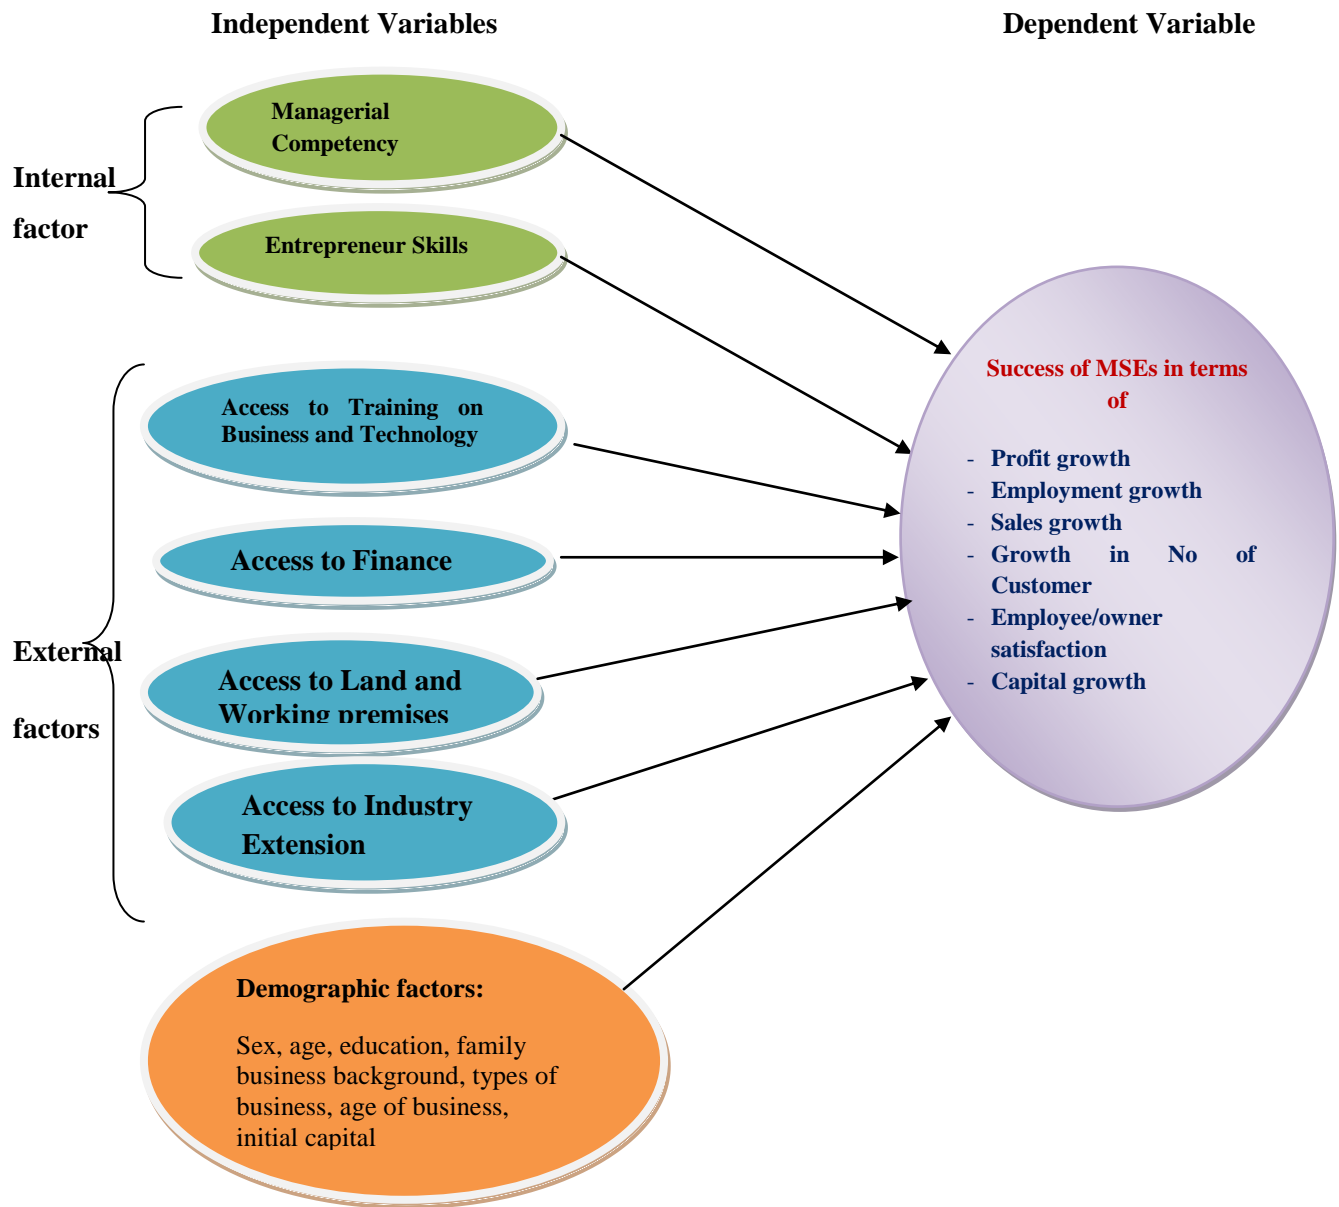 Independent Variables
Dependent Variable
Internal
factor
Managerial
Competency
Entrepreneur Skills
External
factors
Access to Training on
Business and Technology
Access to Finance
Access to Land and
Working premises
Access to Industry
Extension
Demographic factors:
Sex, age, education, family
business background, types of
business, age of business,
initial capital
Success of MSEs in terms
of
- Profit growth
- Employment growth
- Sales growth
- Growth in No of
Customer
- Employee/owner
satisfaction
- Capital growth